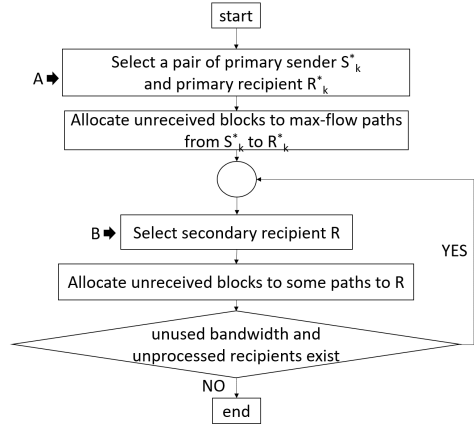 start
A ➡
Select a pair of primary sender S*k
and primary recipient R*k
Allocate unreceived blocks to max-flow paths
from S*k to R*k
B ➡
Select secondary recipient R
YES
Allocate unreceived blocks to some paths to R
unused bandwidth and
unprocessed recipients exist
NO
end